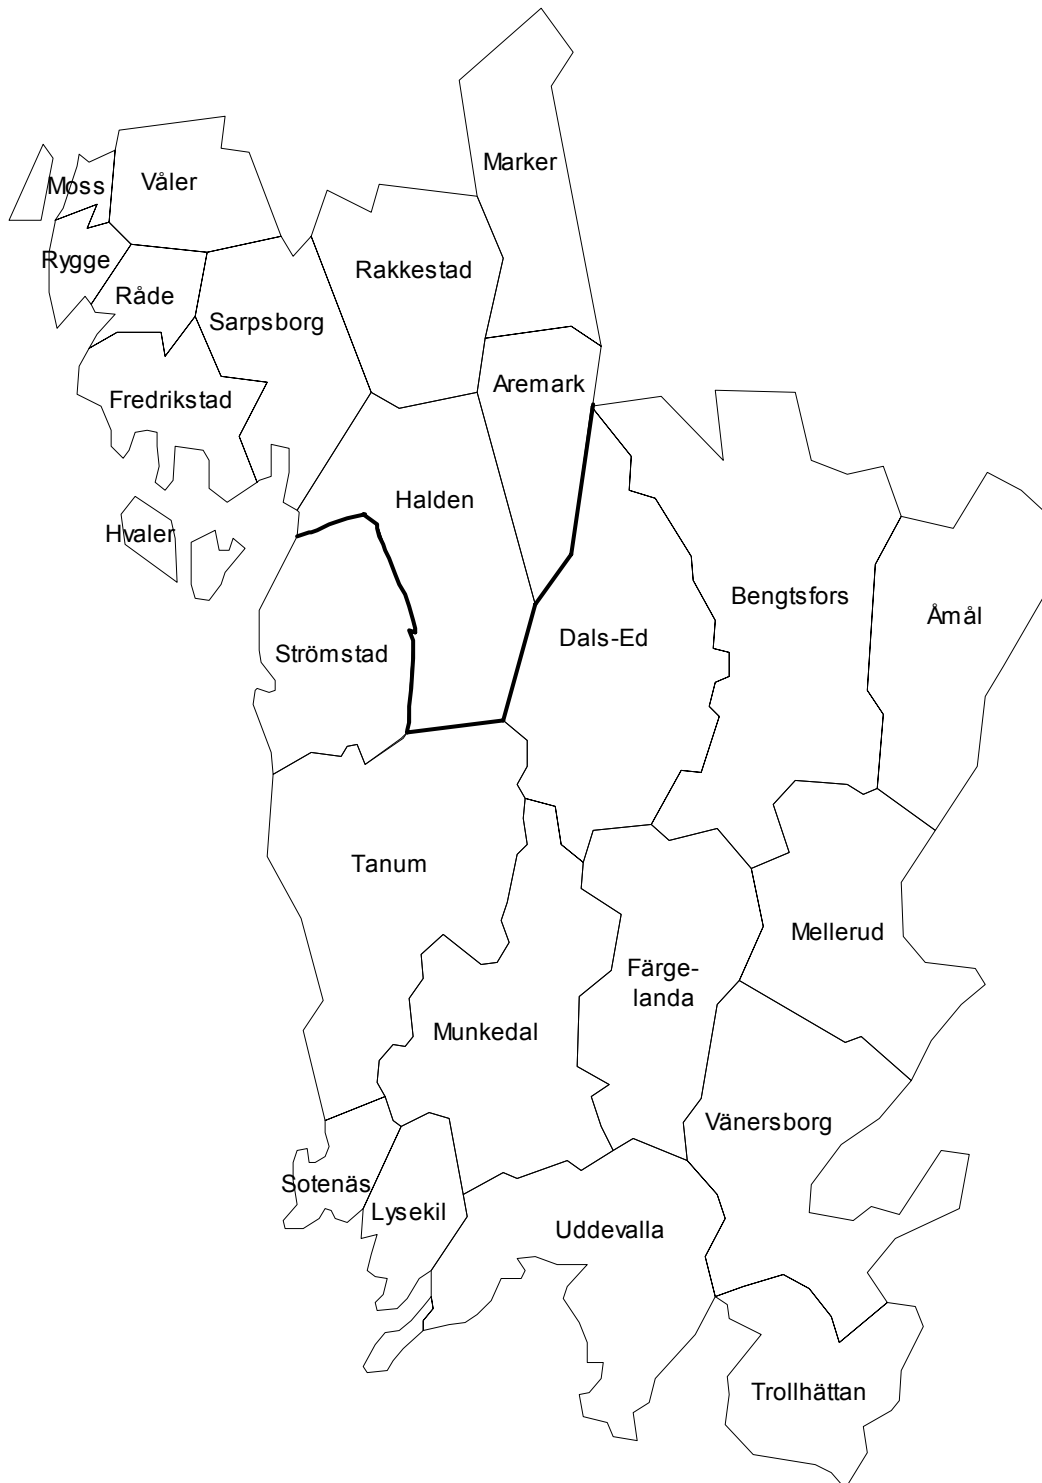 Marker
Moss
Våler
Rygge
Råde
Rakkestad
Sarpsborg
Aremark
Fredrikstad
Halden
Hvaler
Bengtsfors
Åmål
Dals-Ed
Strömstad
Tanum
Mellerud
Färge-
landa
Munkedal
Vänersborg
Sotenäs
Lysekil
Uddevalla
Trollhättan